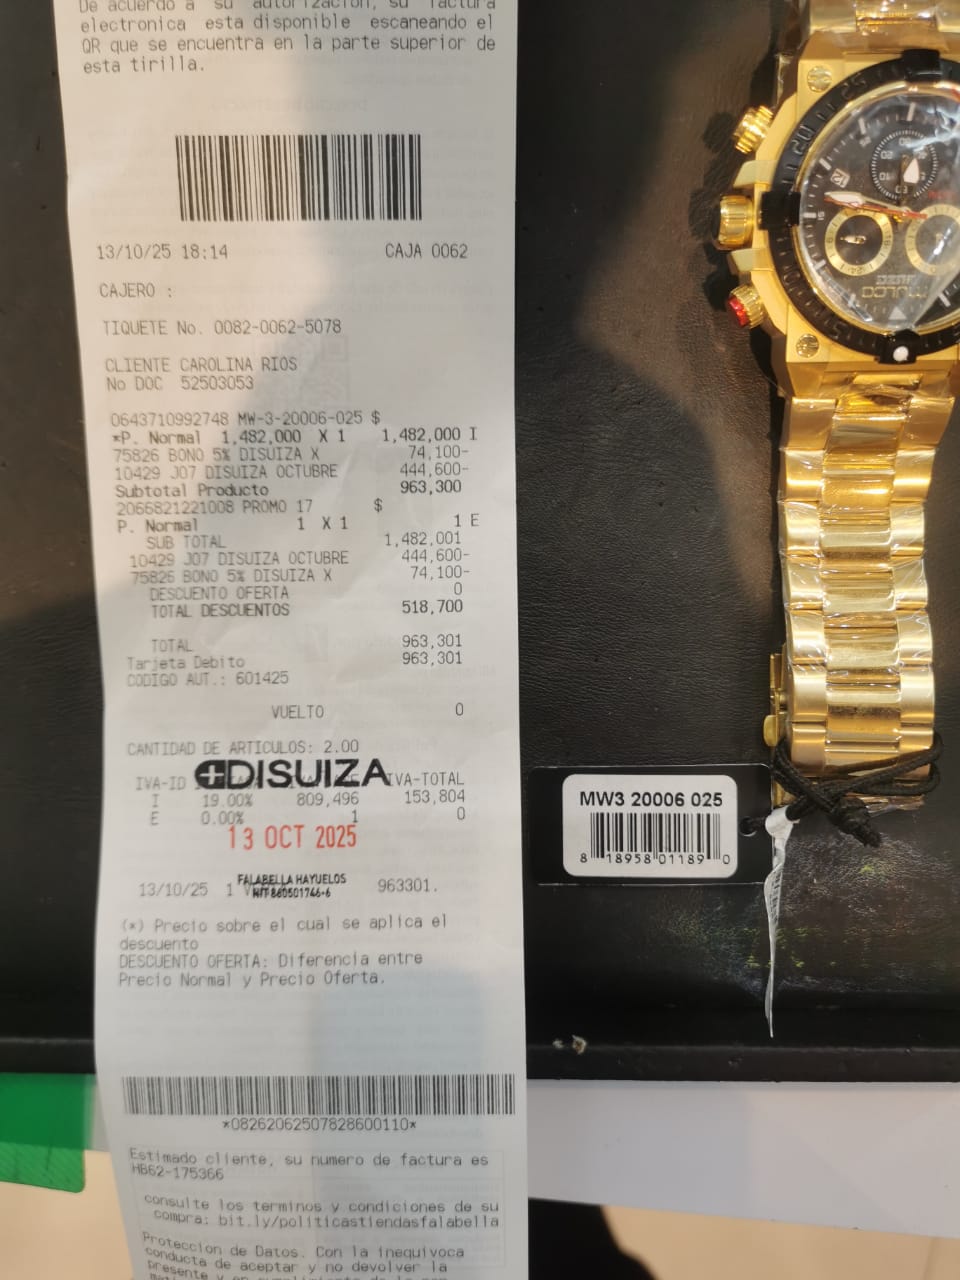 De acuerdo a su autorizacion, su factura
electronica esta disponible escaneando el
QR que se encuentra en la parte superior de
esta tirilla.
13/10/25 18:14 CAJA 0062
CAJERO :
TIQUETE No. 0082-0062-5078
CLIENTE CAROLINA RIOS
No DOC 52503053
0643710992748 MW-3-20006-025 $
*P. Normal 1,482,000 X 1 1,482,000 I
75826 BONO 5% DISUIZA X 74,100-
10429 J07 DISUIZA OCTUBRE 444,600-
Subtotal Producto 963,300
2066821221008 PROMO 17 $
P. Normal 1 X 1 1 E
SUB TOTAL 1,482,001
10429 J07 DISUIZA OCTUBRE 444,600-
75826 BONO 5% DISUIZA X 74,100-
DESCUENTO OFERTA 0
TOTAL DESCUENTOS 518,700
TOTAL 963,301
Tarjeta Debito 963,301
CODIGO AUT.: 601425
VUELTO 0
CANTIDAD DE ARTICULOS: 2.00
DISUIZA
IVA-ID IVA-TOTAL
I 19.00% 809,496 153,804
E 0.00% 1 0
13 OCT 2025
FALABELLA HAYUELOS
NIT 860501746-6
13/10/25 1 963301.
(*) Precio sobre el cual se aplica el
descuento
DESCUENTO OFERTA: Diferencia entre
Precio Normal y Precio Oferta.
*08262062507828600110*
Estimado cliente, su numero de factura es
HB62-175366
consulte los terminos y condiciones de su
compra: bit.ly/politicastiendasfalabella
Proteccion de Datos. Con la inequivoca
conducta de aceptar y no devolver la
presente
MULCO
MW3 20006 025
8 18958 01189 0